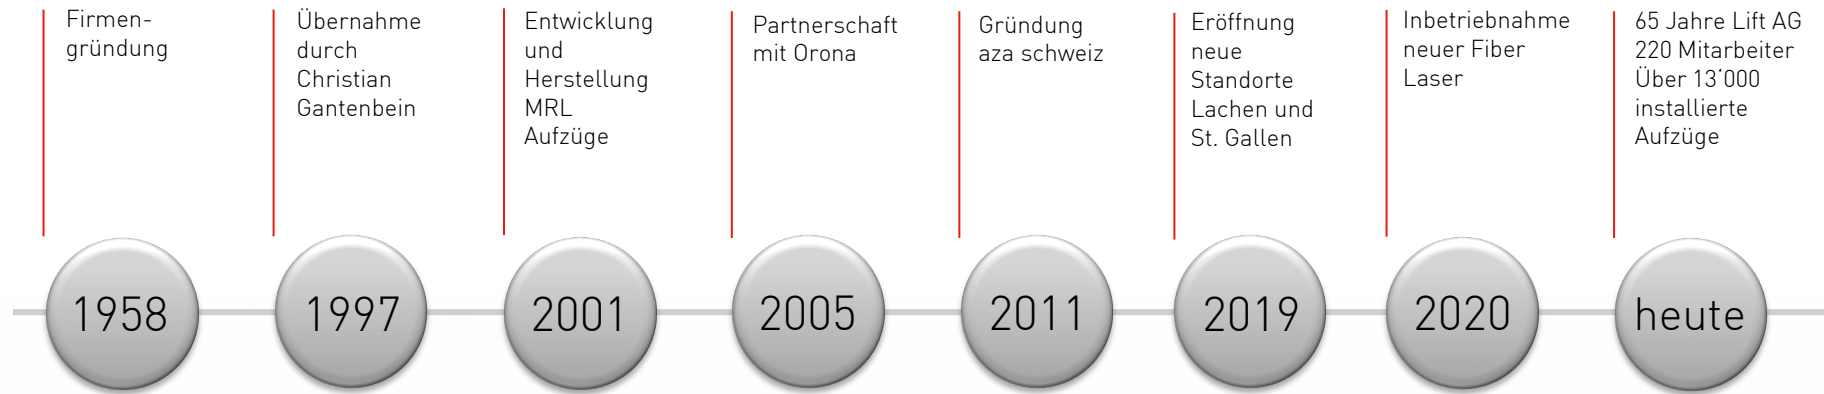 Firmen-
gründung
Übernahme
durch
Christian
Gantenbein
Entwicklung
und
Herstellung
MRL
Aufzüge
Partnerschaft
mit Orona
Gründung
aza schweiz
Eröffnung
neue
Standorte
Lachen und
St. Gallen
Inbetriebnahme
neuer Fiber
Laser
65 Jahre Lift AG
220 Mitarbeiter
Über 13’000
installierte
Aufzüge
1958
1997
2001
2005
2011
2019
2020
heute